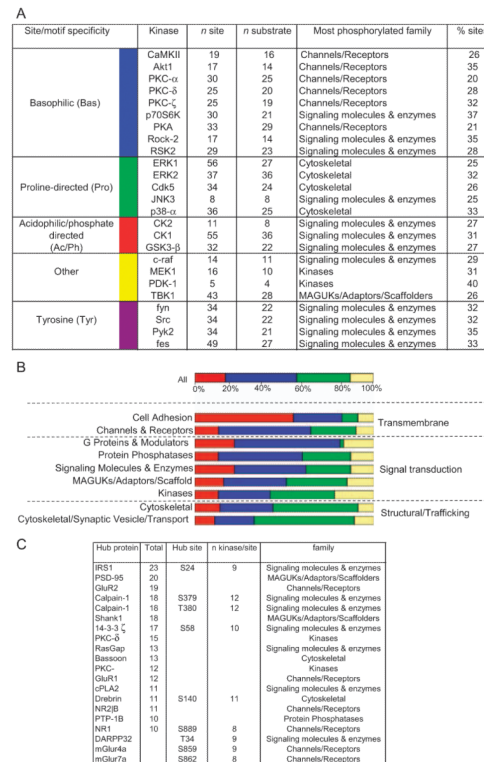 A
Site/motif specificity Kinase n site n substrate Most phosphorylated family % sites
Basophilic (Bas)
CaMKII 19 16 Channels/Receptors 26
Akt1 17 14 Channels/Receptors 35
PKC-α 30 25 Channels/Receptors 20
PKC-δ 25 20 Channels/Receptors 28
PKC-ζ 25 19 Channels/Receptors 32
p70S6K 30 21 Signaling molecules & enzymes 37
PKA 33 29 Channels/Receptors 21
Rock-2 17 14 Signaling molecules & enzymes 35
RSK2 29 23 Signaling molecules & enzymes 28
Proline-directed (Pro)
ERK1 56 27 Cytoskeletal 25
ERK2 37 36 Cytoskeletal 32
Cdk5 34 24 Cytoskeletal 26
JNK3 8 8 Signaling molecules & enzymes 25
p38-α 36 25 Cytoskeletal 33
Acidophilic/phosphate
directed
(Ac/Ph)
CK2 11 8 Signaling molecules & enzymes 27
CK1 55 36 Signaling molecules & enzymes 31
GSK3-β 32 22 Signaling molecules & enzymes 27
Other
c-raf 14 11 Signaling molecules & enzymes 29
MEK1 16 10 Kinases 31
PDK-1 5 4 Kinases 40
TBK1 43 28 MAGUKs/Adaptors/Scaffolders 26
Tyrosine (Tyr)
fyn 34 22 Signaling molecules & enzymes 32
Src 34 22 Signaling molecules & enzymes 32
Pyk2 34 21 Signaling molecules & enzymes 35
fes 49 27 Signaling molecules & enzymes 33
B
All
0% 20% 40% 60% 80% 100%
Cell Adhesion
Channels & Receptors
Transmembrane
G Proteins & Modulators
Protein Phosphatases
Signaling Molecules & Enzymes
MAGUKs/Adaptors/Scaffold
Kinases
Signal transduction
Cytoskeletal
Cytoskeletal/Synaptic Vesicle/Transport
Structural/Trafficking
C
Hub protein Total Hub site n kinase/site family
IRS1 23 S24 9 Signaling molecules & enzymes
PSD-95 20 MAGUKs/Adaptors/Scaffolders
GluR2 19 Channels/Receptors
Calpain-1 18 S379 12 Signaling molecules & enzymes
Calpain-1 18 T380 12 Signaling molecules & enzymes
Shank1 18 MAGUKs/Adaptors/Scaffolders
14-3-3 ζ 17 S58 10 Signaling molecules & enzymes
PKC-δ 15 Kinases
RasGap 13 Signaling molecules & enzymes
Bassoon 13 Cytoskeletal
PKC- 12 Kinases
GluR1 12 Channels/Receptors
cPLA2 11 Signaling molecules & enzymes
Drebrin 11 S140 11 Cytoskeletal
NR2B 11 Channels/Receptors
PTP-1B 10 Protein Phosphatases
NR1 10 S889 8 Channels/Receptors
DARPP32 T34 9 Signaling molecules & enzymes
mGlur4a S859 9 Channels/Receptors
mGlur7a S862 8 Channels/Receptors